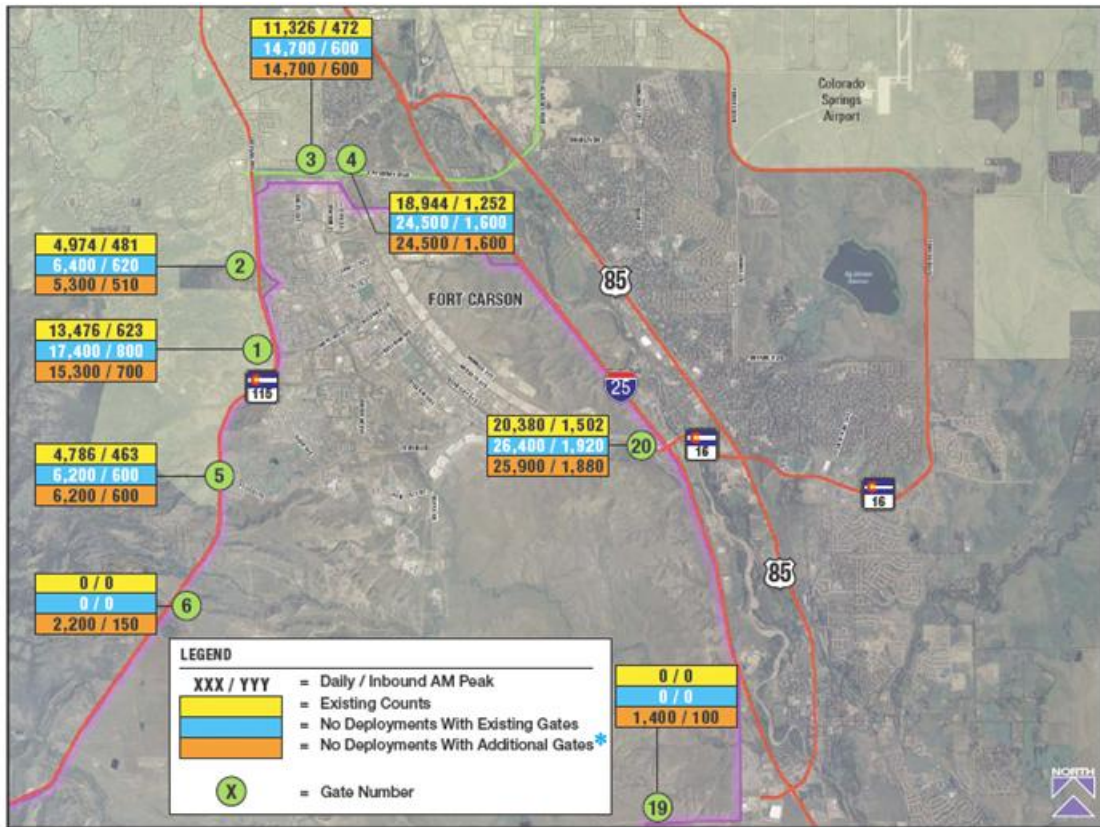 11,326 / 472
14,700 / 600
14,700 / 600
Colorado
Springs
Airport
3
4
18,944 / 1,252
24,500 / 1,600
24,500 / 1,600
4,974 / 481
6,400 / 620
5,300 / 510
2
85
FORT CARSON
13,476 / 623
17,400 / 800
15,300 / 700
1
115
25
20,380 / 1,502
26,400 / 1,920
25,900 / 1,880
20
16
16
4,786 / 463
6,200 / 600
6,200 / 600
5
85
0 / 0
0 / 0
2,200 / 150
6
LEGEND
XXX / YYY = Daily / Inbound AM Peak
= Existing Counts
= No Deployments With Existing Gates
= No Deployments With Additional Gates*
X = Gate Number
0 / 0
0 / 0
1,400 / 100
19
NORTH